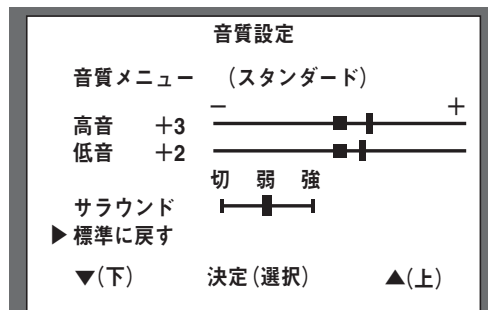 音質設定
音質メニュー (スタンダード)
− +
高音 +3
低音 +2
切 弱 強
サラウンド
▶標準に戻す
▼(下) 決定(選択) ▲(上)